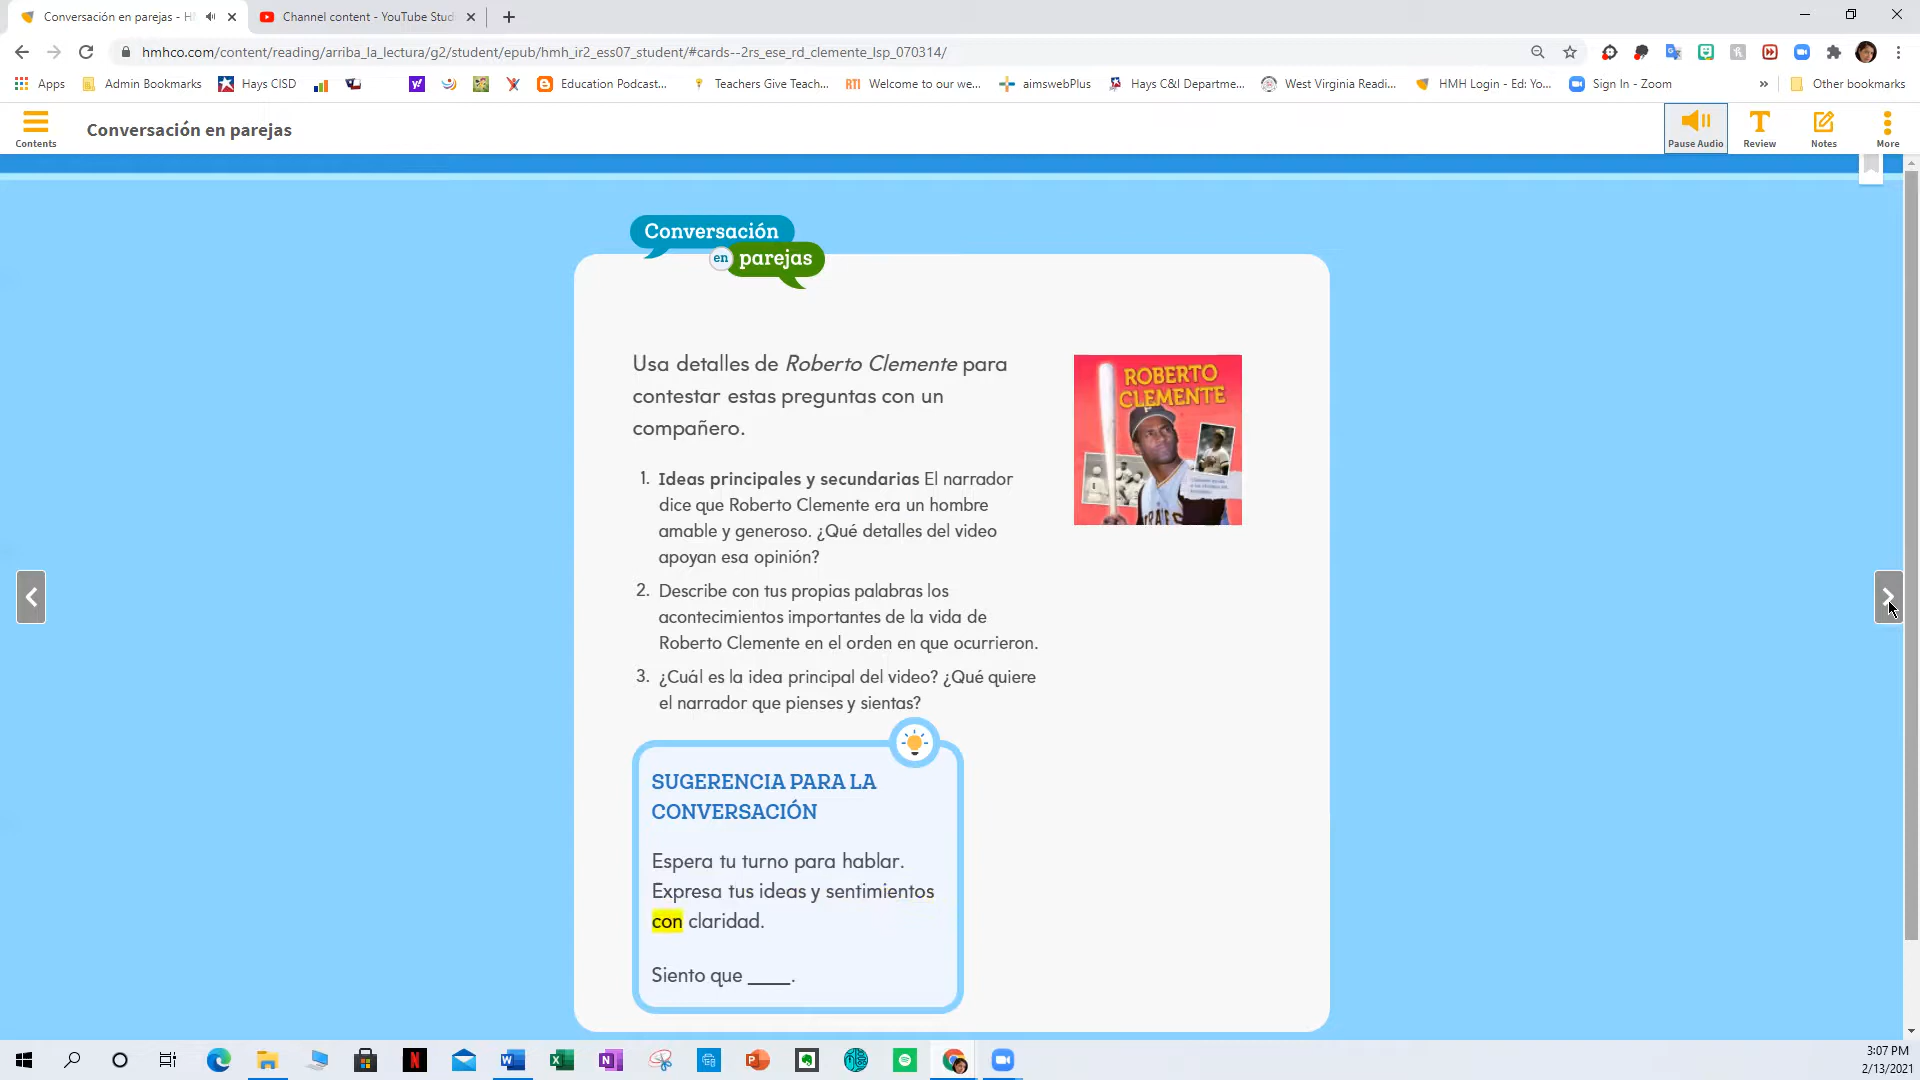 Conversación en parejas - H
Channel content - YouTube Stud
hmhco.com/content/reading/arriba_la_lectura/g2/student/epub/hmh_ir2_ess07_student/#cards--2rs_ese_rd_clemente_lsp_070314/
Apps
Admin Bookmarks
Hays CISD
Education Podcast...
Teachers Give Teach...
RTI Welcome to our we...
aimswebPlus
Hays C&I Departme...
West Virginia Readi...
HMH Login - Ed: Yo...
Sign In - Zoom
Other bookmarks
Contents
Conversación en parejas
Pause Audio
Review
Notes
More
Conversación
en parejas
Usa detalles de Roberto Clemente para
contestar estas preguntas con un
compañero.
ROBERTO
CLEMENTE
1. Ideas principales y secundarias El narrador
dice que Roberto Clemente era un hombre
amable y generoso. ¿Qué detalles del video
apoyan esa opinión?
2. Describe con tus propias palabras los
acontecimientos importantes de la vida de
Roberto Clemente en el orden en que ocurrieron.
3. ¿Cuál es la idea principal del video? ¿Qué quiere
el narrador que pienses y sientas?
SUGERENCIA PARA LA
CONVERSACIÓN
Espera tu turno para hablar.
Expresa tus ideas y sentimientos
con claridad.
Siento que ____.
3:07 PM
2/13/2021